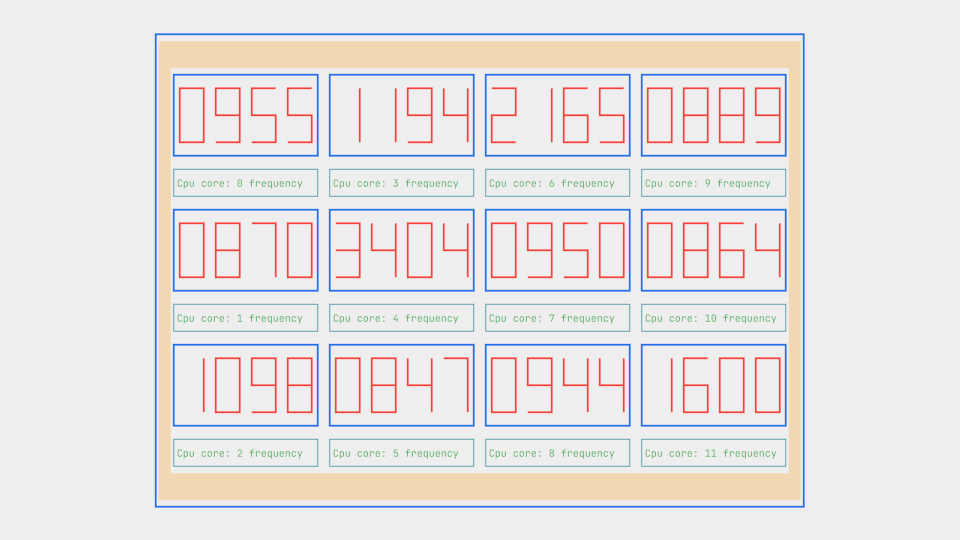 0955 1194 2165 0889
Cpu core: 0 frequency Cpu core: 3 frequency Cpu core: 6 frequency Cpu core: 9 frequency
0870 3404 0950 0864
Cpu core: 1 frequency Cpu core: 4 frequency Cpu core: 7 frequency Cpu core: 10 frequency
1098 0847 0944 1600
Cpu core: 2 frequency Cpu core: 5 frequency Cpu core: 8 frequency Cpu core: 11 frequency